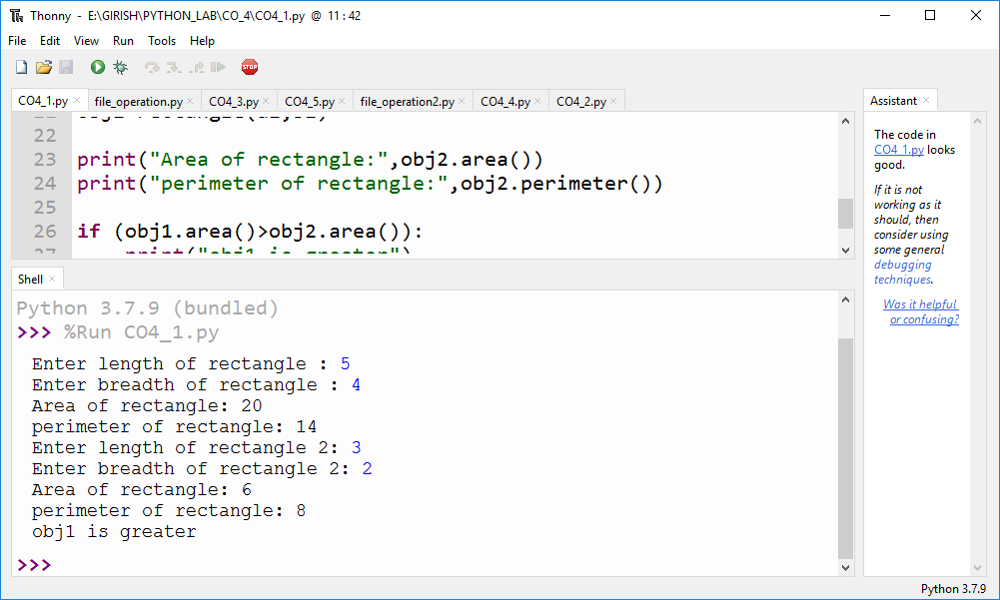 Thonny - E:\GIRISH\PYTHON_LAB\CO_4\CO4_1.py @ 11 : 42
File Edit View Run Tools Help
STOP
CO4_1.py × file_operation.py × CO4_3.py × CO4_5.py × file_operation2.py × CO4_4.py × CO4_2.py ×
22
23 print("Area of rectangle:",obj2.area())
24 print("perimeter of rectangle:",obj2.perimeter())
25
26 if (obj1.area()>obj2.area()):
27 print("obj1 is greater")
Shell ×
Python 3.7.9 (bundled)
>>> %Run CO4_1.py
Enter length of rectangle : 5
Enter breadth of rectangle : 4
Area of rectangle: 20
perimeter of rectangle: 14
Enter length of rectangle 2: 3
Enter breadth of rectangle 2: 2
Area of rectangle: 6
perimeter of rectangle: 8
obj1 is greater
>>>
Assistant ×
The code in
CO4_1.py looks
good.
If it is not
working as it
should, then
consider using
some general
debugging
techniques.
Was it helpful
or confusing?
Python 3.7.9